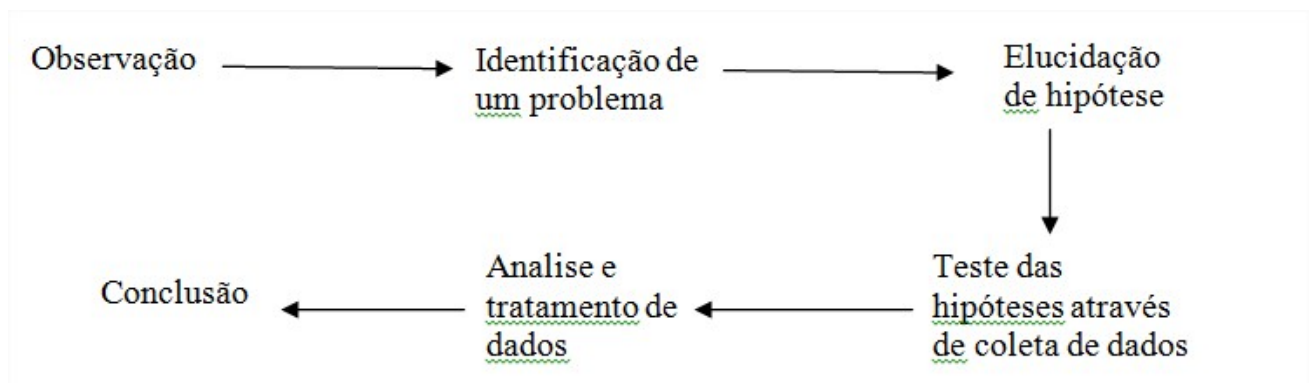 Observação
Identificação de
um problema
Elucidação
de hipótese
Teste das
hipóteses através
de coleta de dados
Analise e
tratamento de
dados
Conclusão